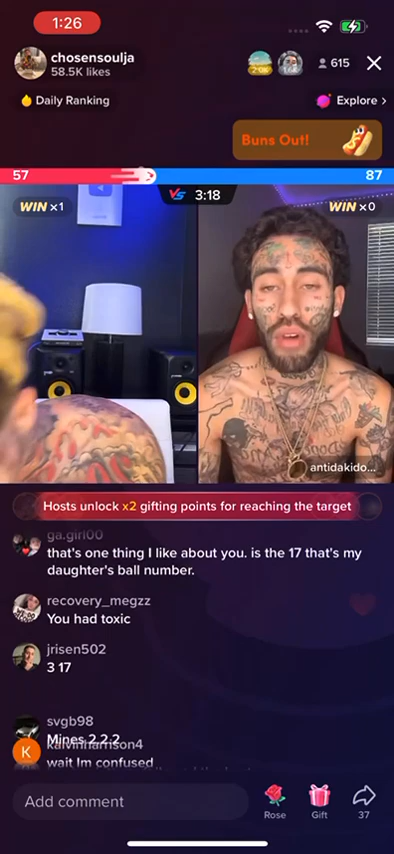 1:26
chosensoulja
58.5K likes
615
Daily Ranking
Explore >
Buns Out!
57
87
VS 3:18
WIN x1
WIN x0
antidakido...
Hosts unlock x2 gifting points for reaching the target
ga.girl00
that's one thing I like about you. is the 17 that's my
daughter's ball number.
recovery_megzz
You had toxic
jrisen502
3 17
svgb98
Mines 2.2.2
kalvinharrison4
K
wait Im confused
Add comment
Rose
Gift
37